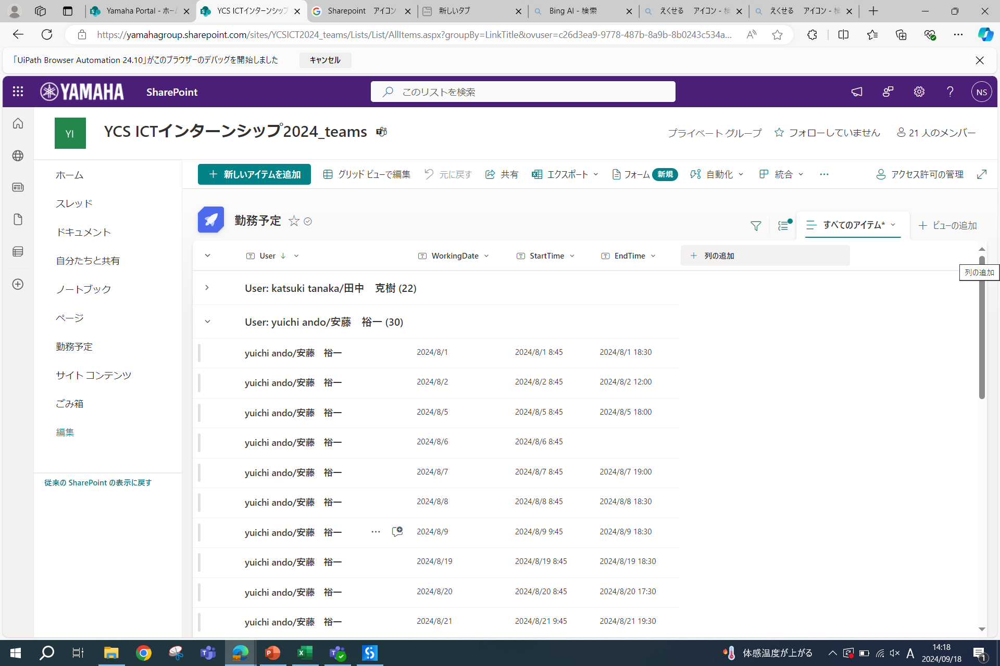 Yamaha Portal - ホー
YCS ICTインターンシップ
Sharepoint　アイコン
新しいタブ
Bing AI - 検索
えくせる　アイコン - 検
えくせる　アイコン - 検
https://yamahagroup.sharepoint.com/sites/YCSICT2024_teams/Lists/List/AllItems.aspx?groupBy=LinkTitle&ovuser=c26d3ea9-9778-487b-8a9b-8b0243c534a...
「UiPath Browser Automation 24.10」がこのブラウザーのデバッグを開始しました
キャンセル
YAMAHA
SharePoint
このリストを検索
NS
YI
YCS ICTインターンシップ2024_teams
プライベート グループ
フォローしていません
21 人のメンバー
ホーム
スレッド
ドキュメント
自分たちと共有
ノートブック
ページ
勤務予定
サイト コンテンツ
ごみ箱
編集
従来の SharePoint の表示に戻す
新しいアイテムを追加
グリッド ビューで編集
元に戻す
共有
エクスポート
フォーム 新規
自動化
統合
アクセス許可の管理
勤務予定
すべてのアイテム*
ビューの追加
User
WorkingDate
StartTime
EndTime
列の追加
列の追加
User: katsuki tanaka/田中　克樹 (22)
User: yuichi ando/安藤　裕一 (30)
yuichi ando/安藤　裕一 2024/8/1 2024/8/1 8:45 2024/8/1 18:30
yuichi ando/安藤　裕一 2024/8/2 2024/8/2 8:45 2024/8/2 12:00
yuichi ando/安藤　裕一 2024/8/5 2024/8/5 8:45 2024/8/5 18:00
yuichi ando/安藤　裕一 2024/8/6 2024/8/6 8:45
yuichi ando/安藤　裕一 2024/8/7 2024/8/7 8:45 2024/8/7 19:00
yuichi ando/安藤　裕一 2024/8/8 2024/8/8 8:45 2024/8/8 18:30
yuichi ando/安藤　裕一 2024/8/9 2024/8/9 9:45 2024/8/9 18:30
yuichi ando/安藤　裕一 2024/8/19 2024/8/19 8:45 2024/8/19 18:30
yuichi ando/安藤　裕一 2024/8/20 2024/8/20 8:45 2024/8/20 17:30
yuichi ando/安藤　裕一 2024/8/21 2024/8/21 9:45 2024/8/21 19:30
体感温度が上がる
A
14:18
2024/09/18
1